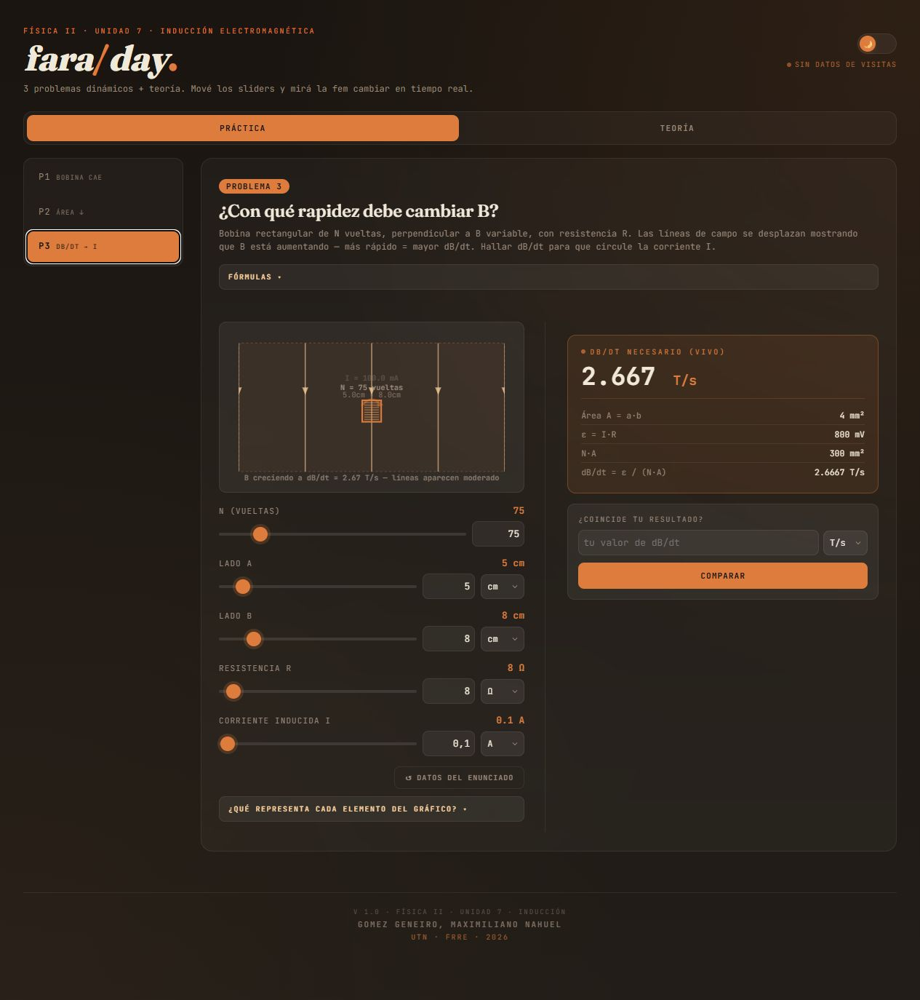 FÍSICA II · UNIDAD 7 · INDUCCIÓN ELECTROMAGNÉTICA
fara/day.
SIN DATOS DE VISITAS
3 problemas dinámicos + teoría. Mové los sliders y mirá la fem cambiar en tiempo real.
PRÁCTICA
TEORÍA
P1 BOBINA CAE
P2 ÁREA ↓
P3 DB/DT → I
PROBLEMA 3
¿Con qué rapidez debe cambiar B?
Bobina rectangular de N vueltas, perpendicular a B variable, con resistencia R. Las líneas de campo se desplazan mostrando
que B está aumentando — más rápido = mayor dB/dt. Hallar dB/dt para que circule la corriente I.
FÓRMULAS ▾
I = 100.0 mA
N = 75 vueltas
5.0cm 8.0cm
B creciendo a dB/dt = 2.67 T/s — líneas aparecen moderado
N (VUELTAS) 75
75
LADO A 5 cm
5 cm
LADO B 8 cm
8 cm
RESISTENCIA R 8 Ω
8 Ω
CORRIENTE INDUCIDA I 0.1 A
0,1 A
↺ DATOS DEL ENUNCIADO
¿QUÉ REPRESENTA CADA ELEMENTO DEL GRÁFICO? ▾
DB/DT NECESARIO (VIVO)
2.667 T/s
Área A = a·b 4 mm²
ε = I·R 800 mV
N·A 300 mm²
dB/dt = ε / (N·A) 2.6667 T/s
¿COINCIDE TU RESULTADO?
tu valor de dB/dt T/s
COMPARAR
V 1.0 · FÍSICA II · UNIDAD 7 · INDUCCIÓN
GOMEZ GENEIRO, MAXIMILIANO NAHUEL
UTN · FRRE · 2026